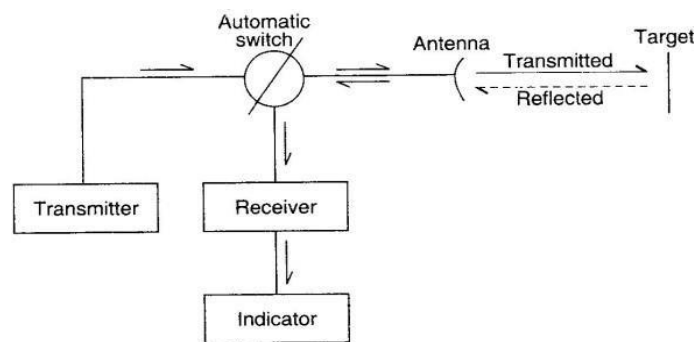 Automatic
switch
Antenna
Target
Transmitted
Reflected
Transmitter
Receiver
Indicator